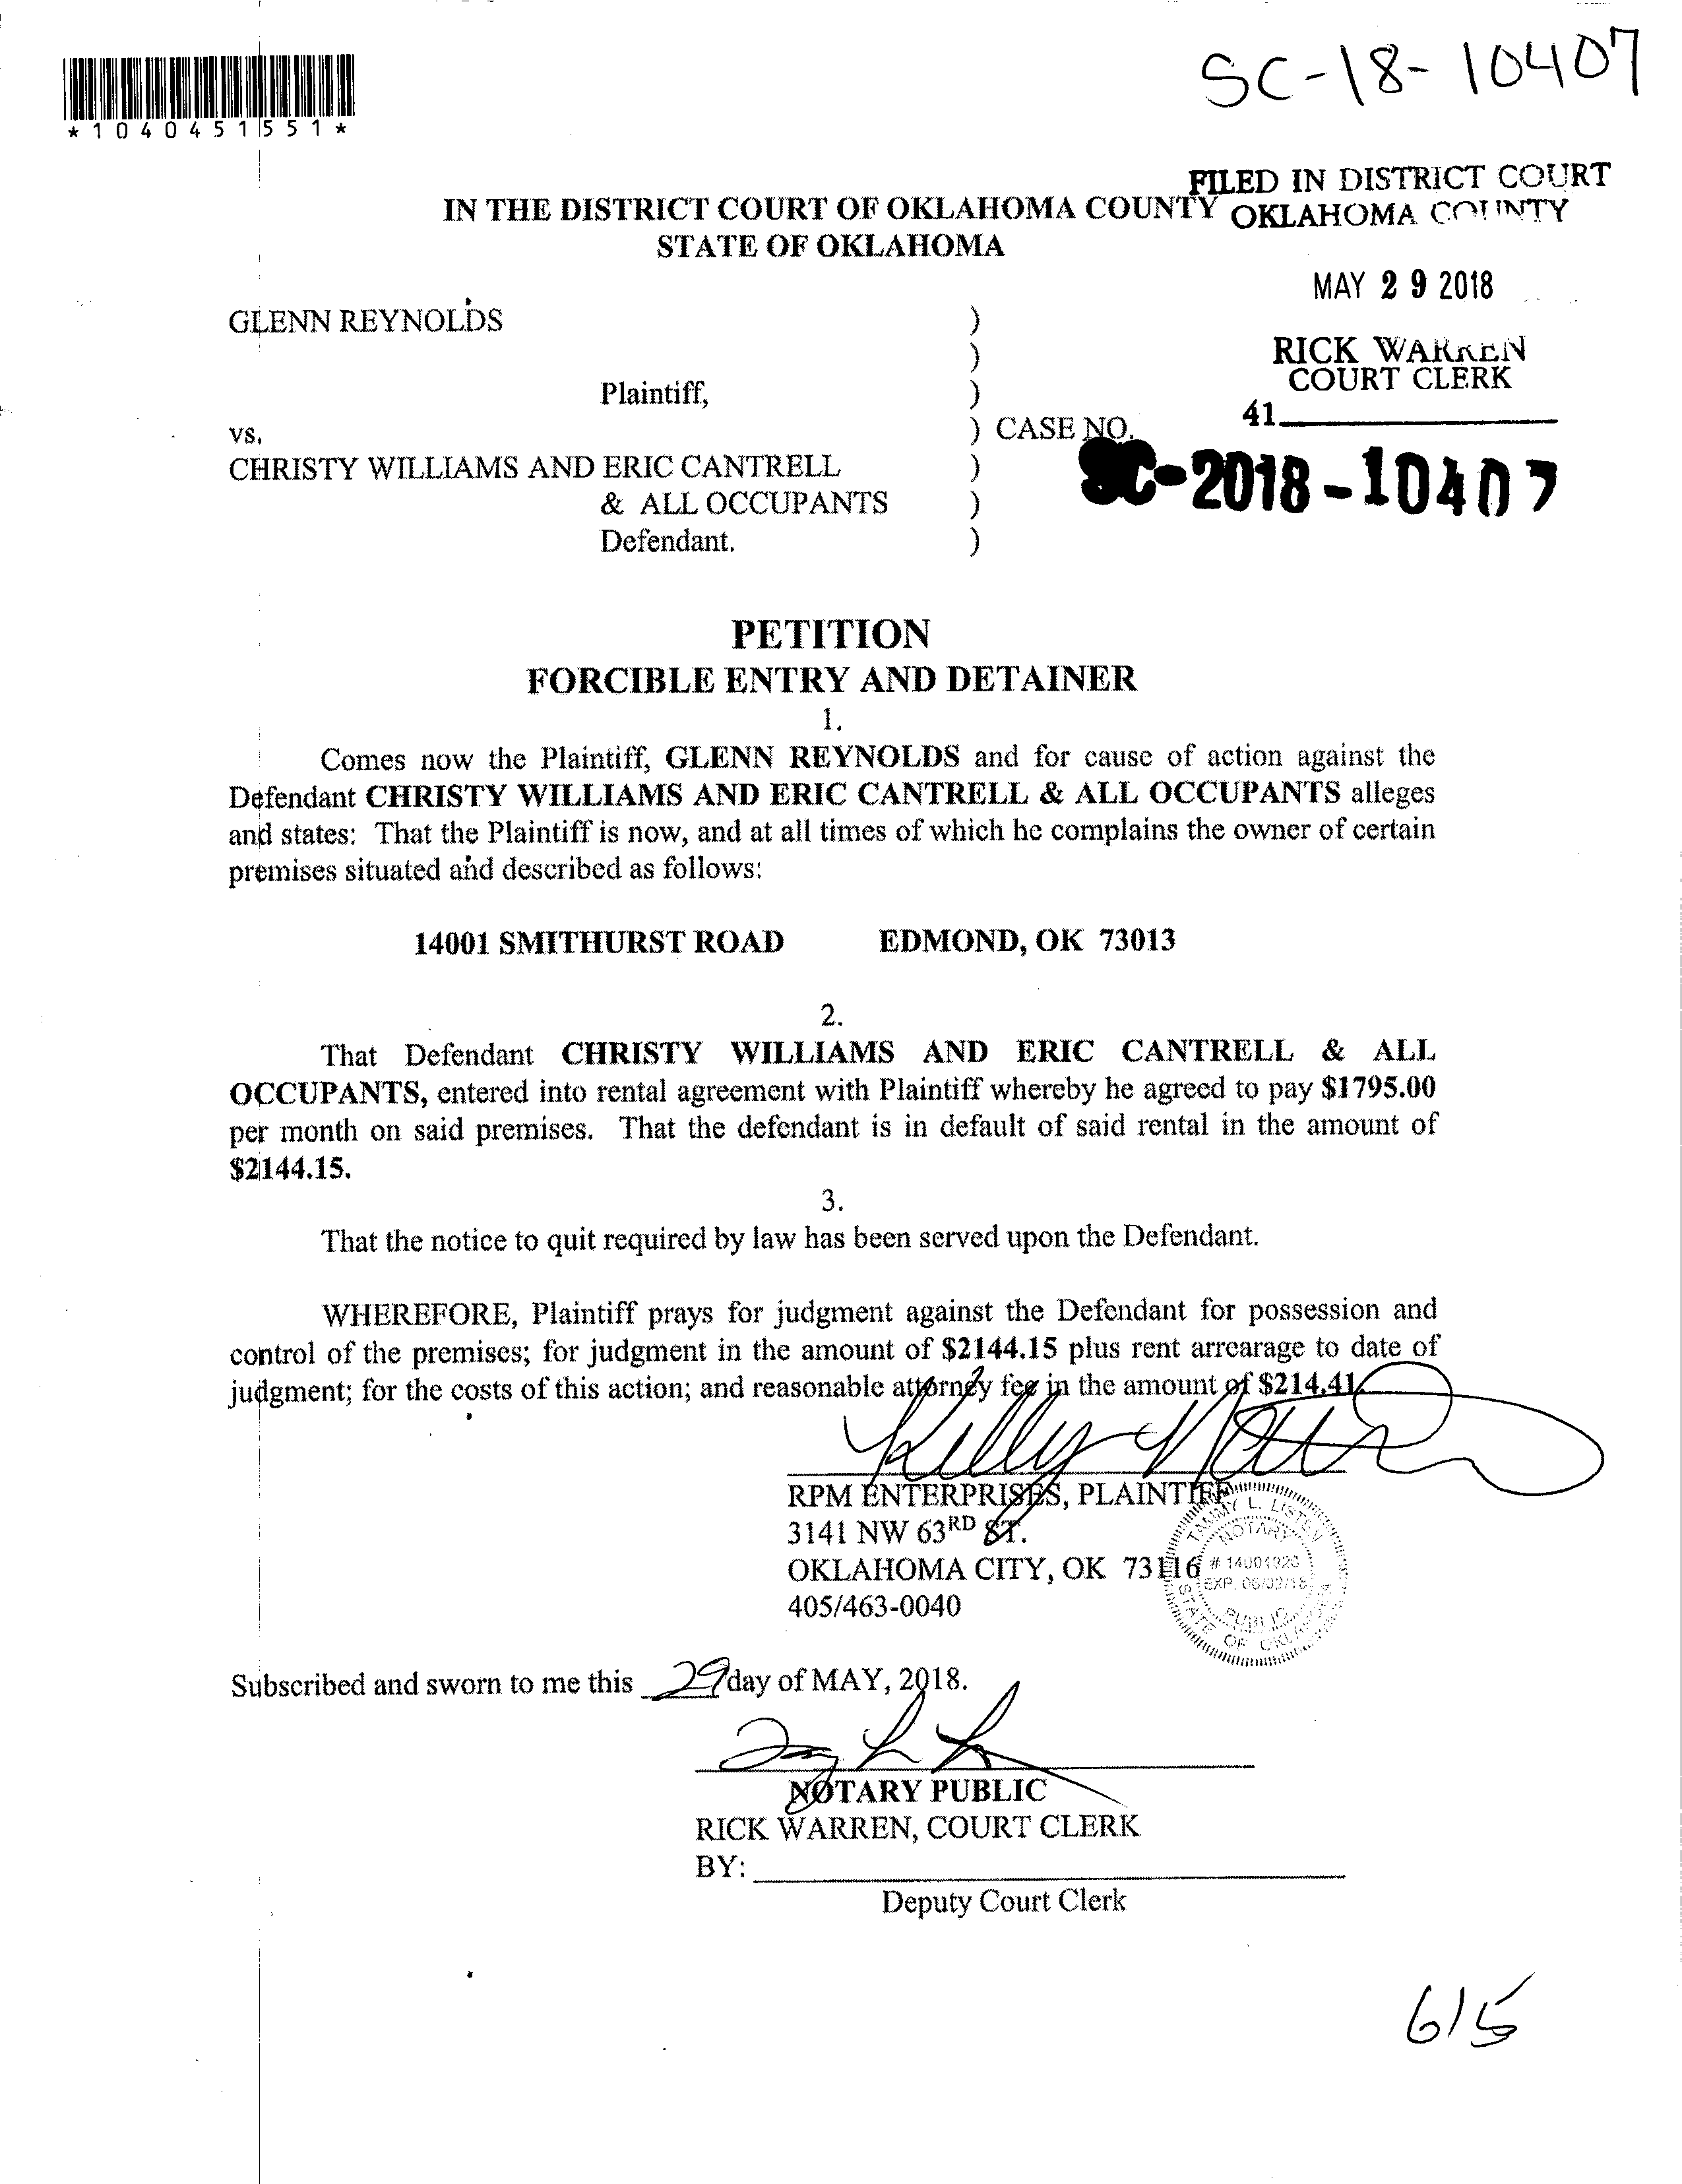 SC-18-10407
*1040451551*
FILED IN DISTRICT COURT
OKLAHOMA COUNTY
IN THE DISTRICT COURT OF OKLAHOMA COUNTY
STATE OF OKLAHOMA
MAY 29 2018
RICK WARREN
COURT CLERK
41
GLENN REYNOLDS )
)
Plaintiff, )
vs. ) CASE NO.
SC-2018-10407
CHRISTY WILLIAMS AND ERIC CANTRELL )
& ALL OCCUPANTS )
Defendant. )
PETITION
FORCIBLE ENTRY AND DETAINER
1.
Comes now the Plaintiff, GLENN REYNOLDS and for cause of action against the
Defendant CHRISTY WILLIAMS AND ERIC CANTRELL & ALL OCCUPANTS alleges
and states: That the Plaintiff is now, and at all times of which he complains the owner of certain
premises situated and described as follows:
14001 SMITHURST ROAD EDMOND, OK 73013
2.
That Defendant CHRISTY WILLIAMS AND ERIC CANTRELL & ALL
OCCUPANTS, entered into rental agreement with Plaintiff whereby he agreed to pay $1795.00
per month on said premises. That the defendant is in default of said rental in the amount of
$2144.15.
3.
That the notice to quit required by law has been served upon the Defendant.
WHEREFORE, Plaintiff prays for judgment against the Defendant for possession and
control of the premises; for judgment in the amount of $2144.15 plus rent arrearage to date of
judgment; for the costs of this action; and reasonable attorney fee in the amount of $214.41
RPM ENTERPRISES, PLAINTIFF
3141 NW 63RD ST.
OKLAHOMA CITY, OK 73116
405/463-0040
TAMMY L.
NOTARY
PUBLIC
STATE OF OKLAHOMA
Subscribed and sworn to me this 29 day of MAY, 2018.
NOTARY PUBLIC
RICK WARREN, COURT CLERK
BY:
Deputy Court Clerk
6/5